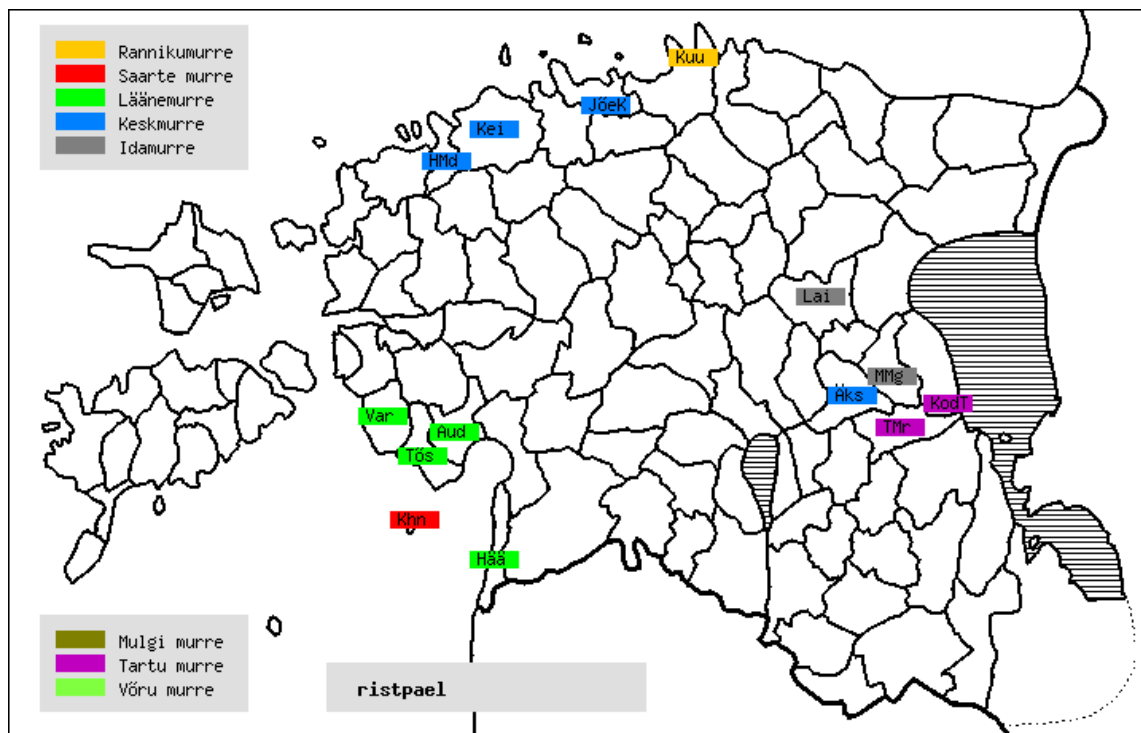 Rannikumurre
Saarte murre
Läänemurre
Keskmurre
Idamurre
Kuu
JõeK
Kei
HMd
Lai
MMg
Äks
KodT
TMr
Var
Aud
Tõs
Khn
Hää
Mulgi murre
Tartu murre
Võru murre
ristpael